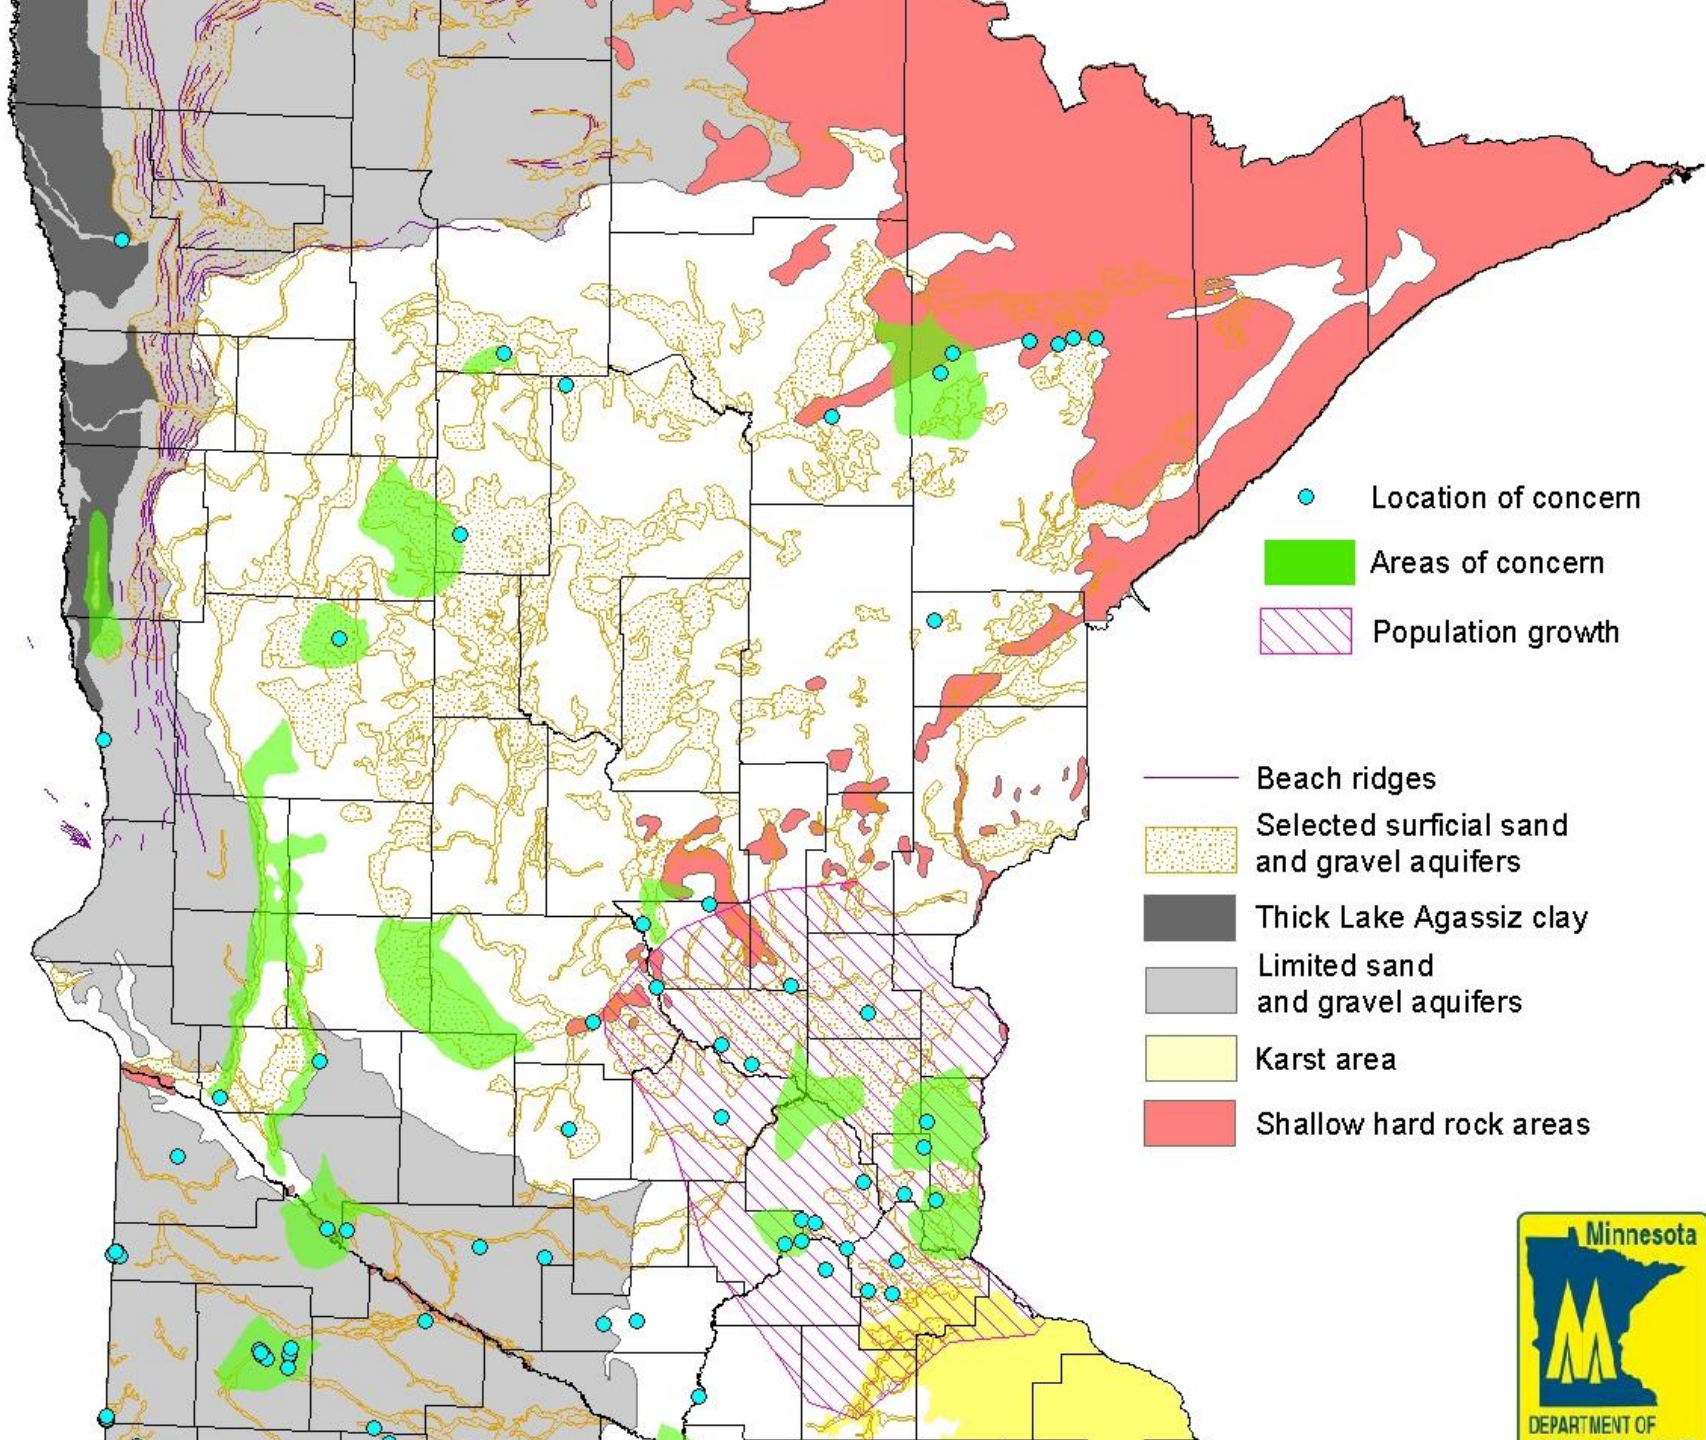 Location of concern
Areas of concern
Population growth
Beach ridges
Selected surficial sand
and gravel aquifers
Thick Lake Agassiz clay
Limited sand
and gravel aquifers
Karst area
Shallow hard rock areas
Minnesota
DEPARTMENT OF